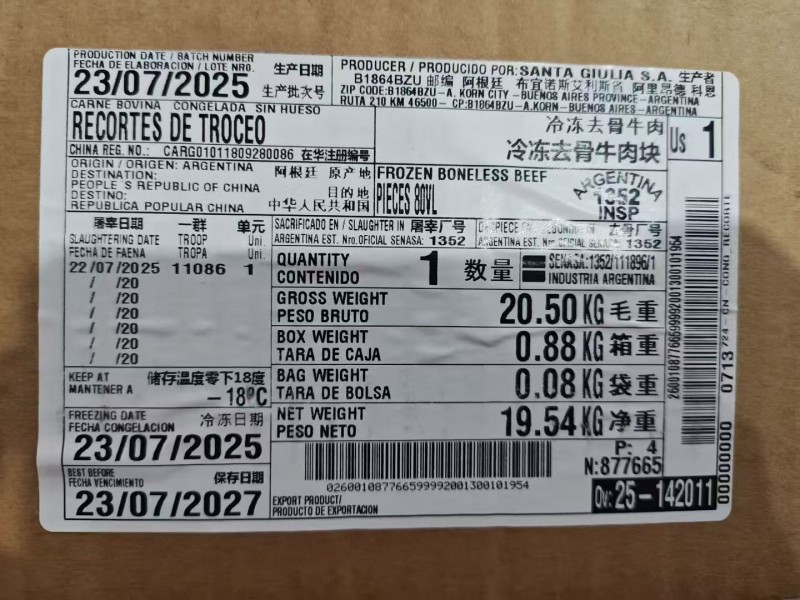 PRODUCTION DATE / BATCH NUMBER
FECHA DE ELABORACION / LOTE NRO.
生产日期
23/07/2025 生产批次号
PRODUCER / PRODUCIDO POR: SANTA GIULIA S.A. 生产者
B1864BZU 邮编 阿根廷 布宜诺斯艾利斯省 阿里昂德科恩
ZIP CODE:B1864BZU-A. KORN CITY -BUENOS AIRES PROVINCE- ARGENTINA
RUTA 210 KM 46500 - CP:B1864BZU-A.KORN-BUENOS AIRES- ARGENTINA
CARNE BOVINA CONGELADA SIN HUESO
RECORTES DE TROCEO
冷冻去骨牛肉
冷冻去骨牛肉块
Us 1
CHINA REG. NO.: CARG01011809280086 在华注册编号
ORIGIN / ORIGEN: ARGENTINA 阿根廷 原产地
DESTINATION: 目的地
PEOPLE´S REPUBLIC OF CHINA
DESTINO: 中华人民共和国
REPUBLICA POPULAR CHINA
FROZEN BONELESS BEEF
PIECES 80VL
ARGENTINA
1352
INSP
屠宰日期 一群 单元
SLAUGHTERING DATE TROOP Uni.
FECHA DE FAENA TROPA Uni.
22/07/2025 11086 1
/ /20
/ /20
/ /20
/ /20
/ /20
SACRIFICADO EN / SLAUGHTER IN 屠宰厂号
ARGENTINA EST. Nro.OFICIAL SENASA: 1352
去骨厂号
ARGENTINA EST. Nro.OFICIAL SENASA: 1352
QUANTITY
CONTENIDO 1 数量
SENASA:1352/111896/1
INDUSTRIA ARGENTINA
GROSS WEIGHT
PESO BRUTO 20.50 KG 毛重
BOX WEIGHT
TARA DE CAJA 0.88 KG 箱重
BAG WEIGHT
TARA DE BOLSA 0.08 KG 袋重
NET WEIGHT
PESO NETO 19.54 KG 净重
KEEP AT 储存温度零下18度
MANTENER A -18ºC
FREEZING DATE 冷冻日期
FECHA CONGELACION
23/07/2025
BEST BEFORE 保存日期
FECHA VENCIMIENTO
23/07/2027
026001087766599992001300101954
EXPORT PRODUCT/
PRODUCTO DE EXPORTACION
P: 4
N:877665
Ov: 25-142011
026001087766599992001300101954
0713 724 - CN - CONG RECORTE
00000000